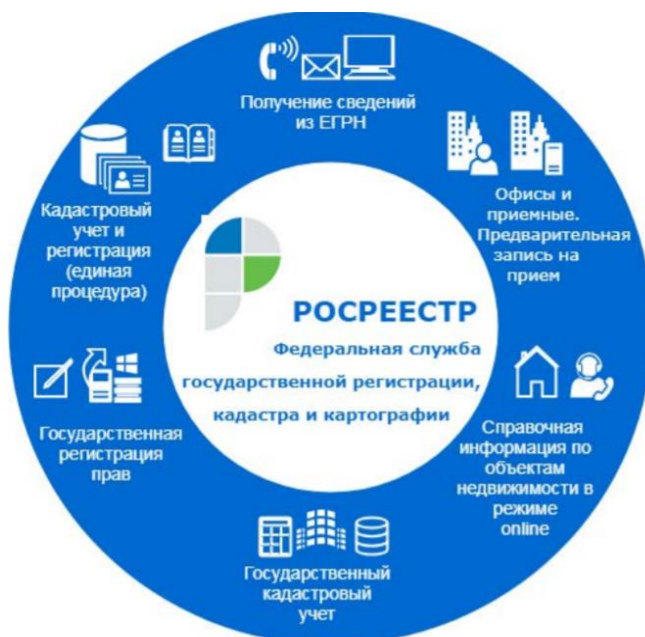 Получение сведений
из ЕГРН
Офисы и
приемные.
Предварительная
запись на
прием
Справочная
информация по
объектам
недвижимости в
режиме
online
Государственный
кадастровый
учет
Государственная
регистрация
прав
Кадастровый
учет и
регистрация
(единая
процедура)
РОСРЕЕСТР
Федеральная служба
государственной регистрации,
кадастра и картографии